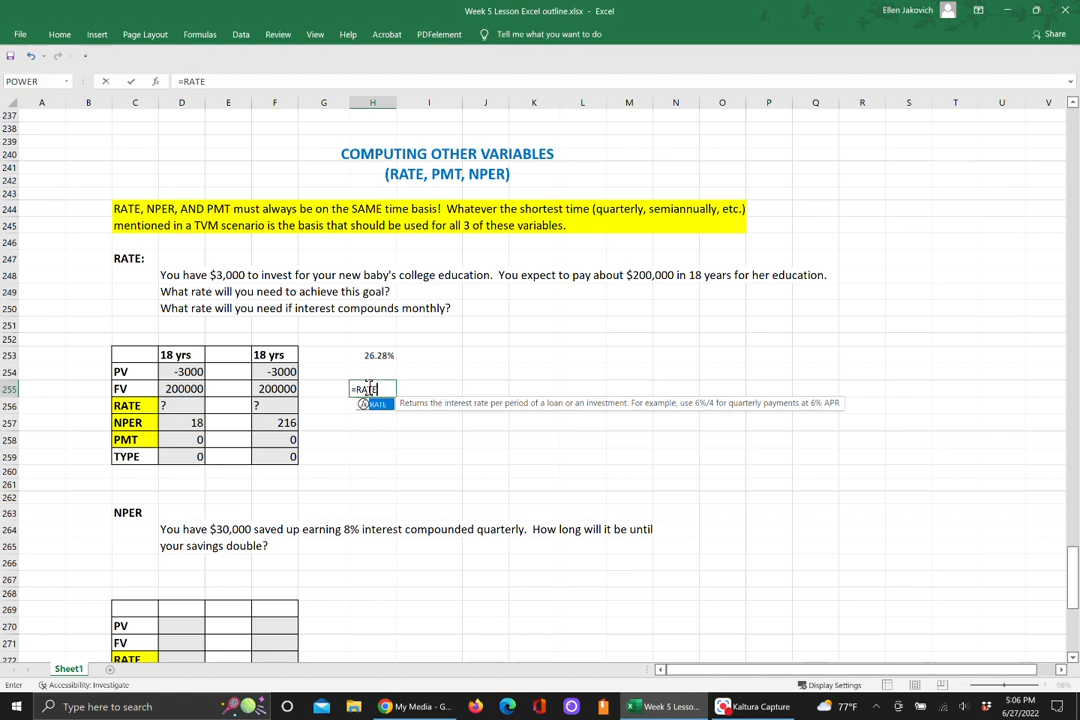 Week 5 Lesson Excel outline.xlsx - Excel
Ellen Jakovich
File Home Insert Page Layout Formulas Data Review View Help Acrobat PDFelement Tell me what you want to do Share
POWER =RATE
A B C D E F G H I J K L M N O P Q R S T U V
237
238
239
240 COMPUTING OTHER VARIABLES
241
242 (RATE, PMT, NPER)
243
244 RATE, NPER, AND PMT must always be on the SAME time basis! Whatever the shortest time (quarterly, semiannually, etc.)
245 mentioned in a TVM scenario is the basis that should be used for all 3 of these variables.
246
247 RATE:
248 You have $3,000 to invest for your new baby's college education. You expect to pay about $200,000 in 18 years for her education.
249 What rate will you need to achieve this goal?
250 What rate will you need if interest compounds monthly?
251
252
253 18 yrs 18 yrs 26.28%
254 PV -3000 -3000
255 FV 200000 200000 =RATE
256 RATE ? ? RATE Returns the interest rate per period of a loan or an investment. For example, use 6%/4 for quarterly payments at 6% APR
257 NPER 18 216
258 PMT 0 0
259 TYPE 0 0
260
261
262
263 NPER
264 You have $30,000 saved up earning 8% interest compounded quarterly. How long will it be until
265 your savings double?
266
267
268
269
270 PV
271 FV
272 RATE
Sheet1
Enter Accessibility: Investigate Display Settings 59%
Type here to search My Media - G... Week 5 Lesso... Kaltura Capture 77°F 5:06 PM
6/27/2022